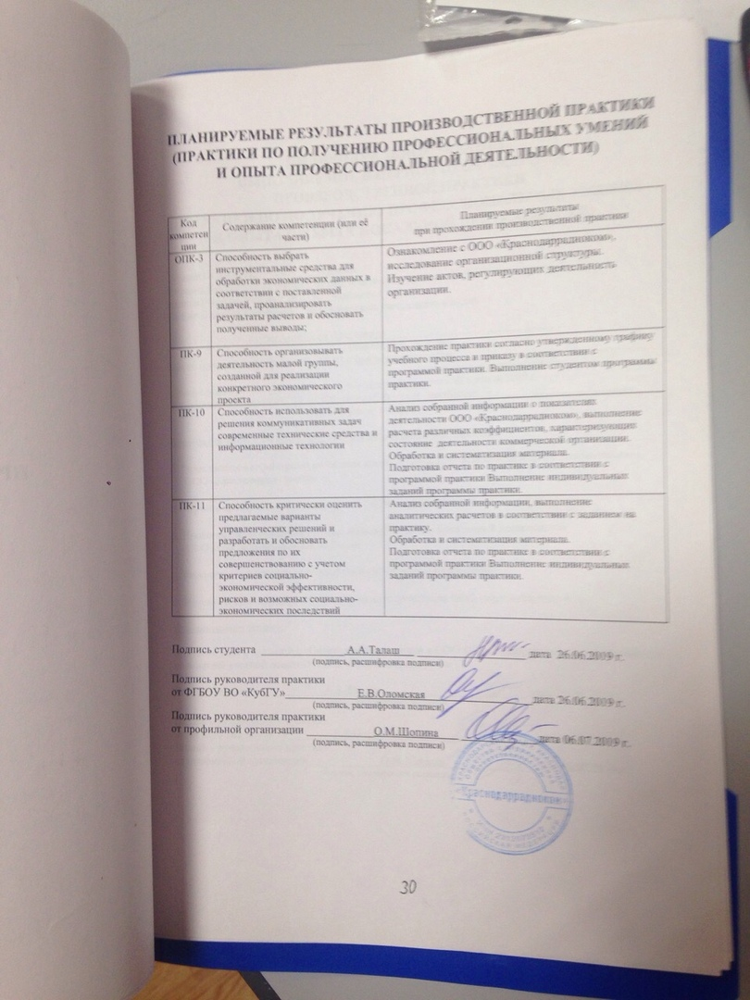 ПЛАНИРУЕМЫЕ РЕЗУЛЬТАТЫ ПРОИЗВОДСТВЕННОЙ ПРАКТИКИ
(ПРАКТИКИ ПО ПОЛУЧЕНИЮ ПРОФЕССИОНАЛЬНЫХ УМЕНИЙ
И ОПЫТА ПРОФЕССИОНАЛЬНОЙ ДЕЯТЕЛЬНОСТИ)
Код
компетен
ции
Содержание компетенции (или её
части)
Планируемые результаты
при прохождении производственной практики
ОПК-3
Способность выбрать
инструментальные средства для
обработки экономических данных в
соответствии с поставленной
задачей, проанализировать
результаты расчетов и обосновать
полученные выводы;
Ознакомление с ООО «Краснодаррадиоком»,
исследование организационной структуры.
Изучение актов, регулирующих деятельность
организации.
ПК-9
Способность организовывать
деятельность малой группы,
созданной для реализации
конкретного экономического
проекта
Прохождение практики согласно утвержденному графику
учебного процесса и приказу в соответствии с
программой практики. Выполнение студентом программы
практики.
ПК-10
Способность использовать для
решения коммуникативных задач
современные технические средства и
информационные технологии
Анализ собранной информации о показателях
деятельности ООО «Краснодаррадиоком», выполнение
расчета различных коэффициентов, характеризующих
состояние деятельности коммерческой организации.
Обработка и систематизация материала.
Подготовка отчета по практике в соответствии с
программой практики Выполнение индивидуальных
заданий программы практики.
ПК-11
Способность критически оценить
предлагаемые варианты
управленческих решений и
разработать и обосновать
предложения по их
совершенствованию с учетом
критериев социально-
экономической эффективности,
рисков и возможных социально-
экономических последствий
Анализ собранной информации, выполнение
аналитических расчетов в соответствии с заданием на
практику.
Обработка и систематизация материала.
Подготовка отчета по практике в соответствии с
программой практики Выполнение индивидуальных
заданий программы практики.
Подпись студента А.А.Талаш дата 26.06.2019 г.
(подпись, расшифровка подписи)
Подпись руководителя практики
от ФГБОУ ВО «КубГУ» Е.В.Оломская дата 26.06.2019 г.
(подпись, расшифровка подписи)
Подпись руководителя практики
от профильной организации О.М.Шопина дата 06.07.2019 г.
(подпись, расшифровка подписи)
«Краснодаррадиоком»
РОССИЙСКАЯ ФЕДЕРАЦИЯ
30